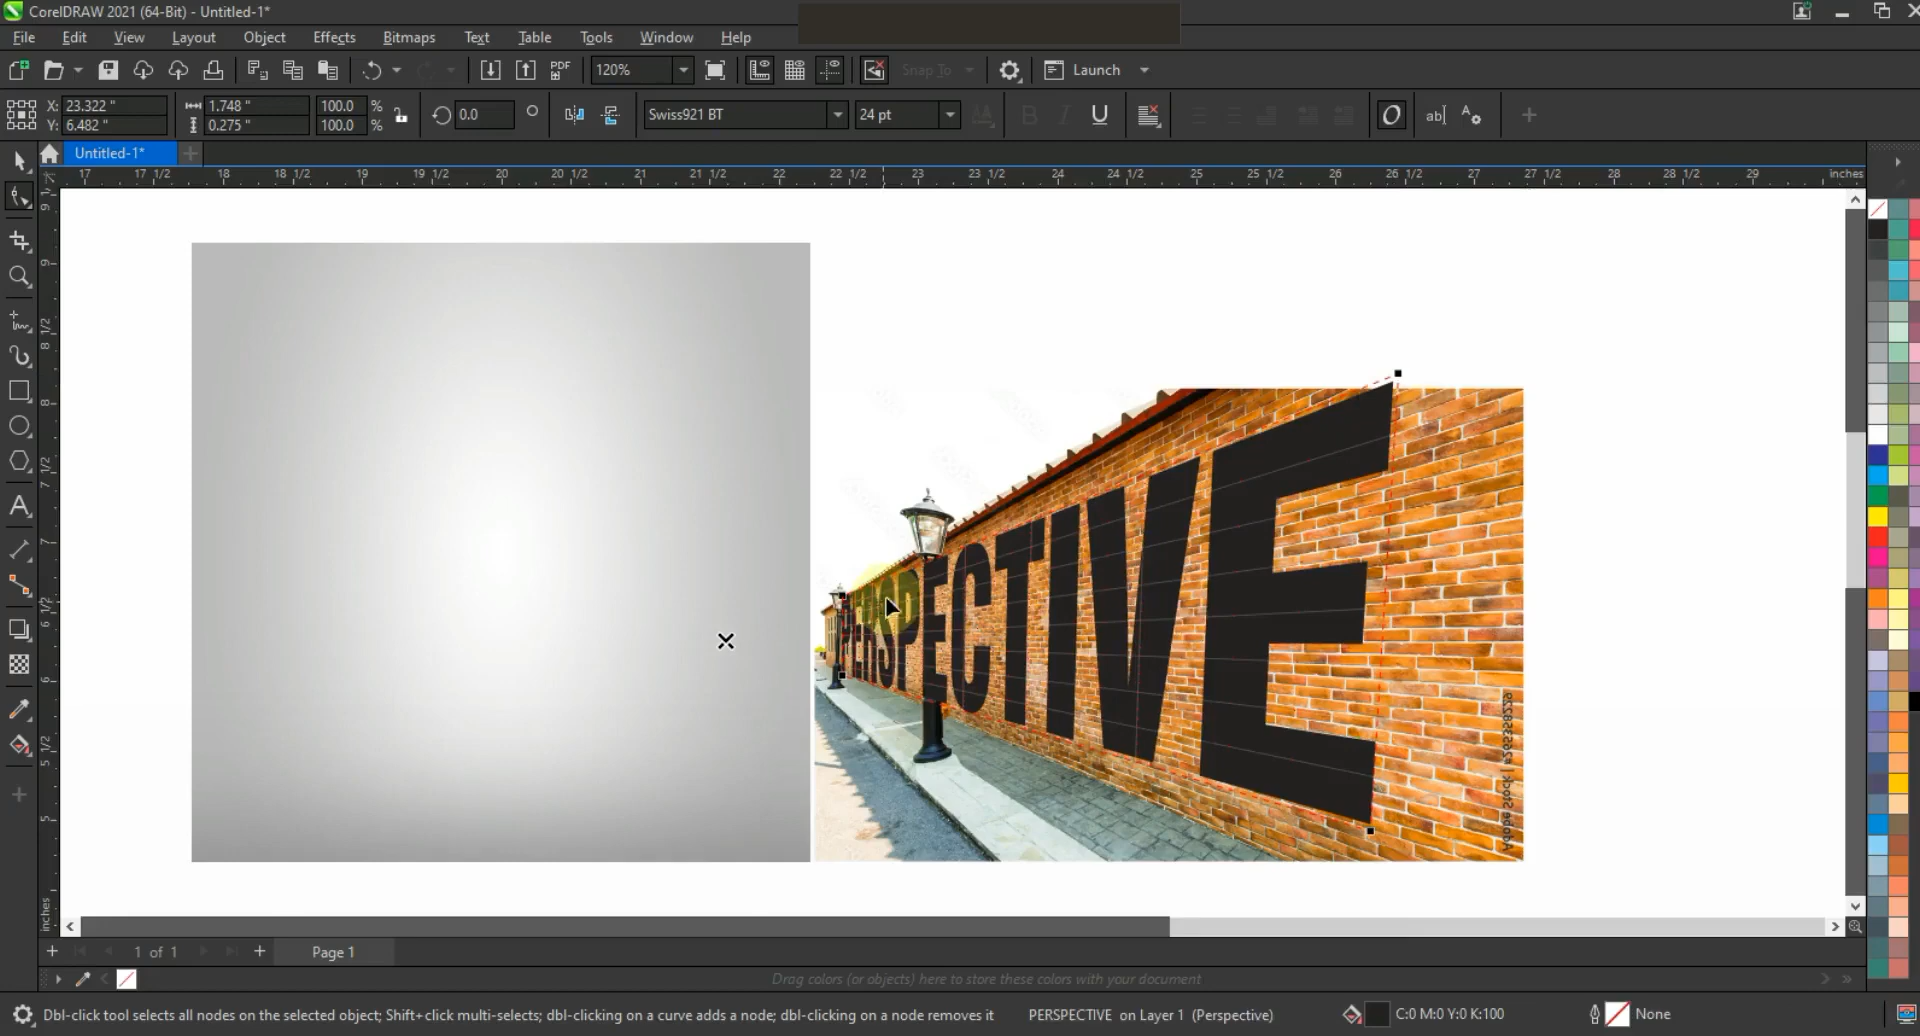 CorelDRAW 2021 (64-Bit) - Untitled-1*
File Edit View Layout Object Effects Bitmaps Text Table Tools Window Help
PDF 120% Snap To Launch
X: 23.322 " 1.748 " 100.0 % 0.0 Swiss921 BT 24 pt
Y: 6.482 " 0.275 " 100.0 %
Untitled-1*
17 17 1/2 18 18 1/2 19 19 1/2 20 20 1/2 21 21 1/2 22 22 1/2 23 23 1/2 24 24 1/2 25 25 1/2 26 26 1/2 27 27 1/2 28 28 1/2 29 inches
PERSPECTIVE
Adobe Stock | #265558229
inches
1 of 1 Page 1
Drag colors (or objects) here to store these colors with your document
Dbl-click tool selects all nodes on the selected object; Shift+click multi-selects; dbl-clicking on a curve adds a node; dbl-clicking on a node removes it PERSPECTIVE on Layer 1 (Perspective) C:0 M:0 Y:0 K:100 None